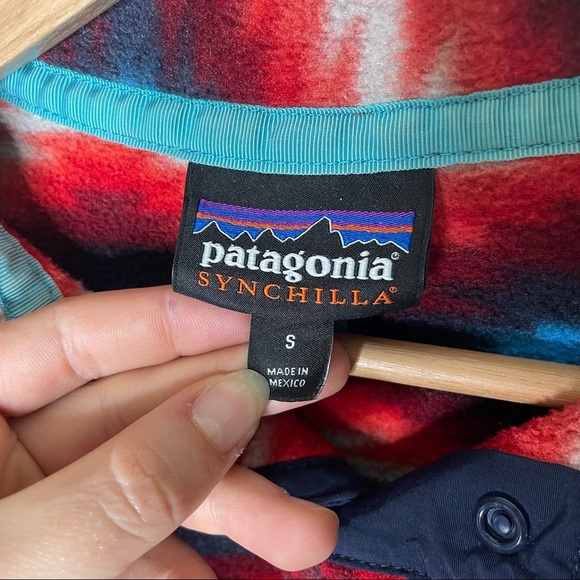 patagonia®
SYNCHILLA®
S
MADE IN
MEXICO